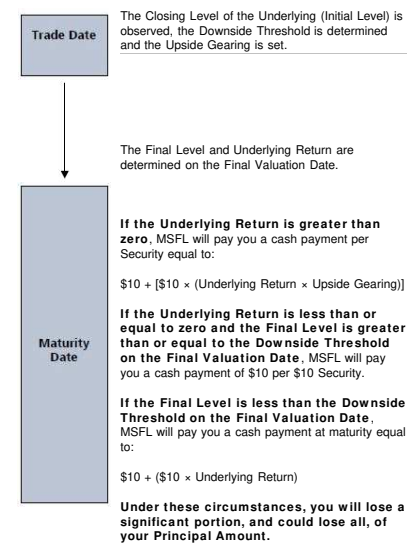 Trade Date
The Closing Level of the Underlying (Initial Level) is
observed, the Downside Threshold is determined
and the Upside Gearing is set.
The Final Level and Underlying Return are
determined on the Final Valuation Date.
Maturity
Date
If the Underlying Return is greater than
zero, MSFL will pay you a cash payment per
Security equal to:
$10 + [$10 × (Underlying Return × Upside Gearing)]
If the Underlying Return is less than or
equal to zero and the Final Level is greater
than or equal to the Downside Threshold
on the Final Valuation Date, MSFL will pay
you a cash payment of $10 per $10 Security.
If the Final Level is less than the Downside
Threshold on the Final Valuation Date,
MSFL will pay you a cash payment at maturity equal
to:
$10 + ($10 × Underlying Return)
Under these circumstances, you will lose a
significant portion, and could lose all, of
your Principal Amount.